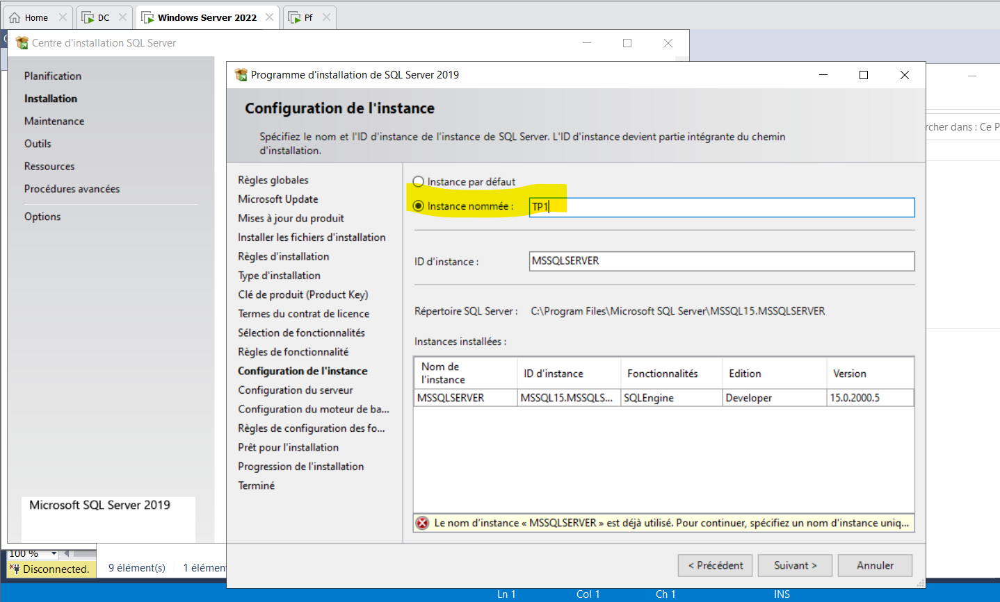 Home
DC
Windows Server 2022
Pf
Centre d'installation SQL Server
Planification
Installation
Maintenance
Outils
Ressources
Procédures avancées
Options
Microsoft SQL Server 2019
Programme d'installation de SQL Server 2019
Configuration de l'instance
Spécifiez le nom et l'ID d'instance de l'instance de SQL Server. L'ID d'instance devient partie intégrante du chemin
d'installation.
Règles globales
Microsoft Update
Mises à jour du produit
Installer les fichiers d'installation
Règles d'installation
Type d'installation
Clé de produit (Product Key)
Termes du contrat de licence
Sélection de fonctionnalités
Règles de fonctionnalité
Configuration de l'instance
Configuration du serveur
Configuration du moteur de ba...
Règles de configuration des fo...
Prêt pour l'installation
Progression de l'installation
Terminé
Instance par défaut
Instance nommée : TP1
ID d'instance : MSSQLSERVER
Répertoire SQL Server : C:\Program Files\Microsoft SQL Server\MSSQL15.MSSQLSERVER
Instances installées :
Nom de
l'instance
ID d'instance
Fonctionnalités
Edition
Version
MSSQLSERVER MSSQL15.MSSQLS... SQLEngine Developer 15.0.2000.5
Le nom d'instance « MSSQLSERVER » est déjà utilisé. Pour continuer, spécifiez un nom d'instance uniq...
< Précédent
Suivant >
Annuler
rcher dans : Ce P
100 %
Disconnected.
9 élément(s)
1 élémen
Ln 1 Col 1 Ch 1 INS